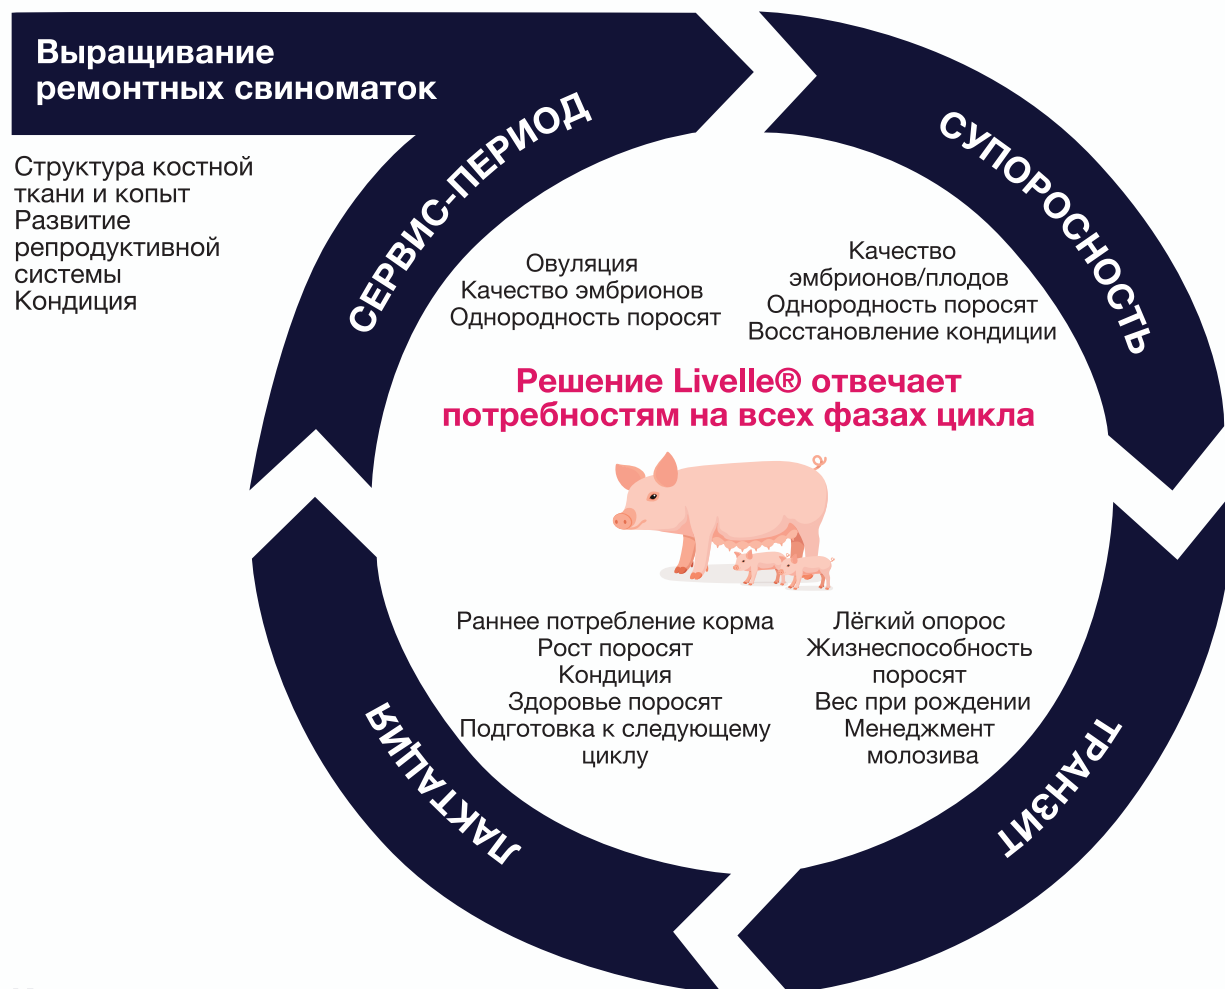 Выращивание
ремонтных свиноматок
Структура костной
ткани и копыт
Развитие
репродуктивной
системы
Кондиция
СЕРВИС-ПЕРИОД
СУПОРОСНОСТЬ
Овуляция
Качество эмбрионов
Однородность поросят
Качество
эмбрионов/плодов
Однородность поросят
Восстановление кондиции
Решение Livelle® отвечает
потребностям на всех фазах цикла
Раннее потребление корма
Рост поросят
Кондиция
Здоровье поросят
Подготовка к следующему
циклу
Лёгкий опорос
Жизнеспособность
поросят
Вес при рождении
Менеджмент
молозива
ЛАКТАЦИЯ
ТРАНЗИТ